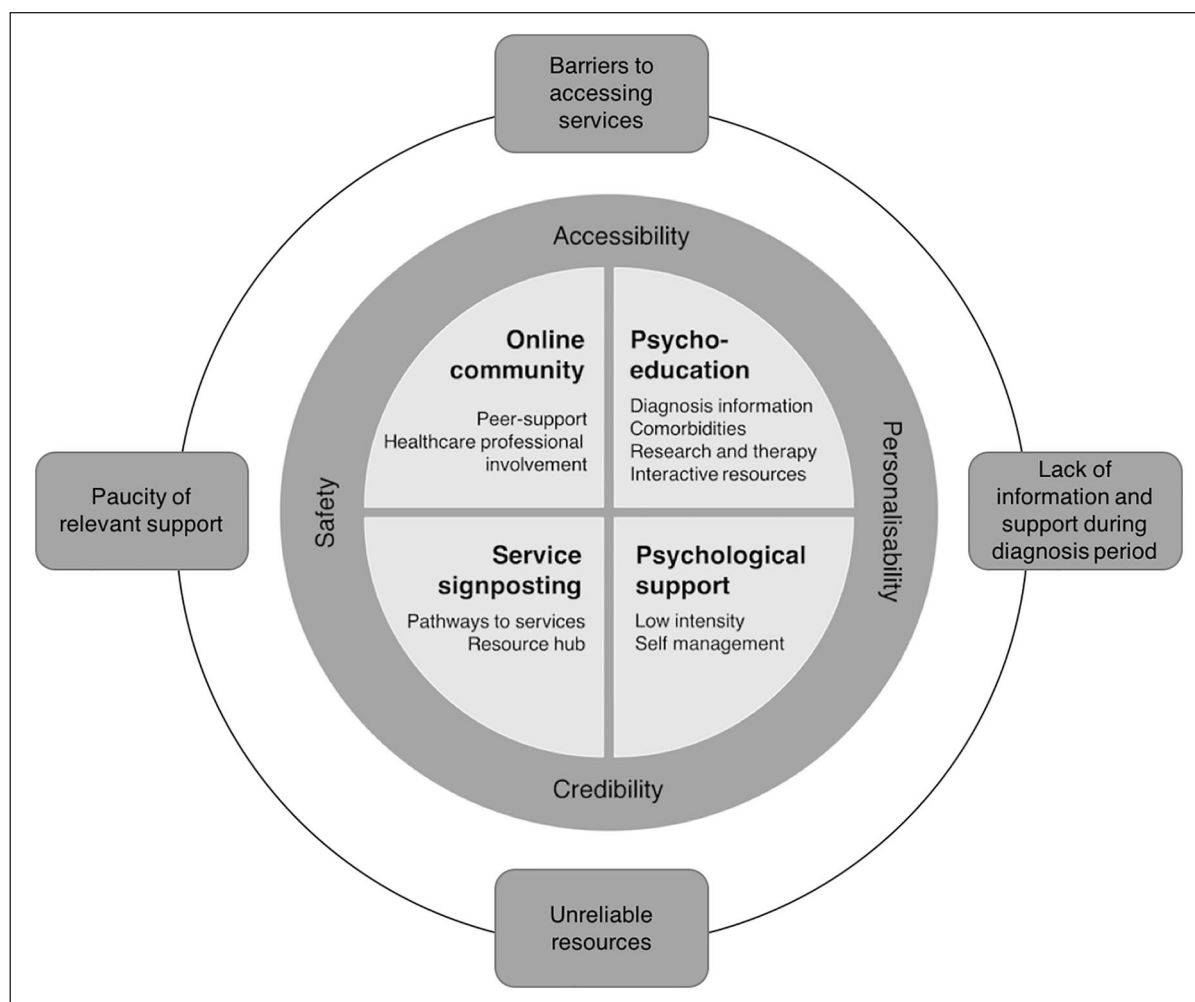 Barriers to
accessing
services
Accessibility
Online
community
Peer-support
Healthcare professional
involvement
Psycho-
education
Diagnosis information
Comorbidities
Research and therapy
Interactive resources
Safety
Personalisability
Paucity of
relevant support
Lack of
information and
support during
diagnosis period
Service
signposting
Pathways to services
Resource hub
Psychological
support
Low intensity
Self management
Credibility
Unreliable
resources